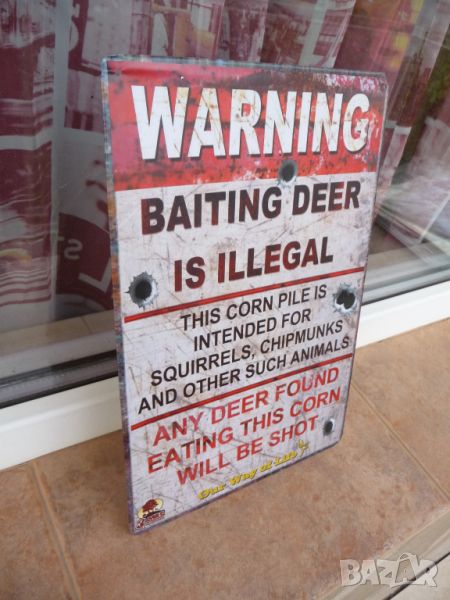 WARNING
BAITING DEER
IS ILLEGAL
THIS CORN PILE IS
INTENDED FOR
SQUIRRELS, CHIPMUNKS
AND OTHER SUCH ANIMALS
ANY DEER FOUND
EATING THIS CORN
WILL BE SHOT
Our Way of Life
BAZAR